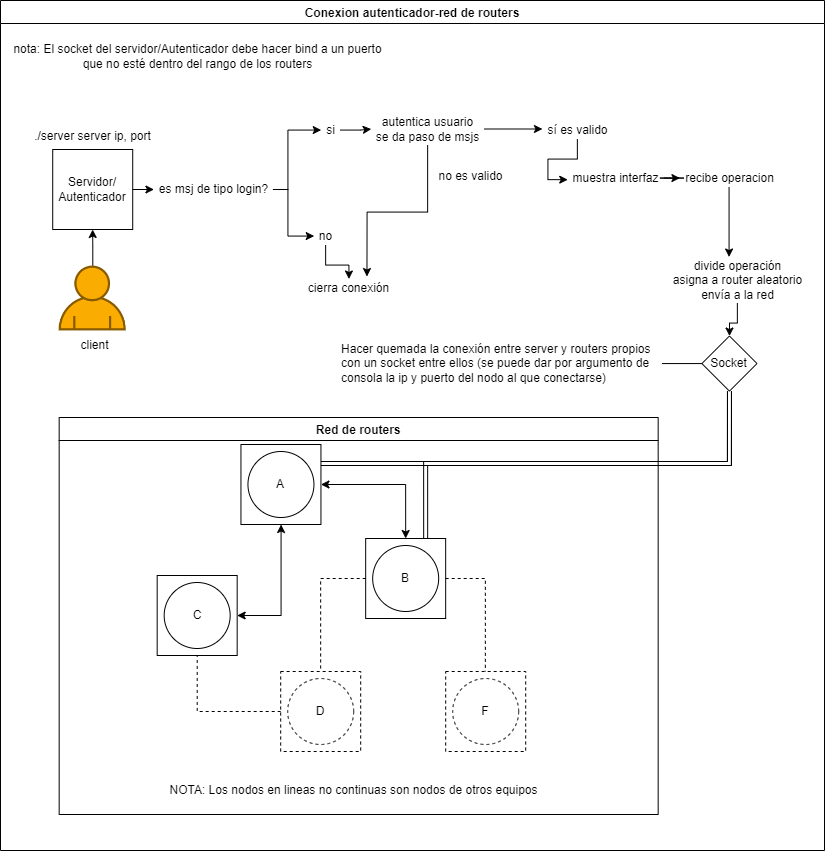 Conexion autenticador-red de routers
nota: El socket del servidor/Autenticador debe hacer bind a un puerto
que no esté dentro del rango de los routers
./server server ip, port
Servidor/
Autenticador
es msj de tipo login?
si
autentica usuario
se da paso de msjs
sí es valido
no es valido
muestra interfaz
recibe operacion
no
cierra conexión
client
divide operación
asigna a router aleatorio
envía a la red
Hacer quemada la conexión entre server y routers propios
con un socket entre ellos (se puede dar por argumento de
consola la ip y puerto del nodo al que conectarse)
Socket
Red de routers
A
B
C
D
F
NOTA: Los nodos en lineas no continuas son nodos de otros equipos